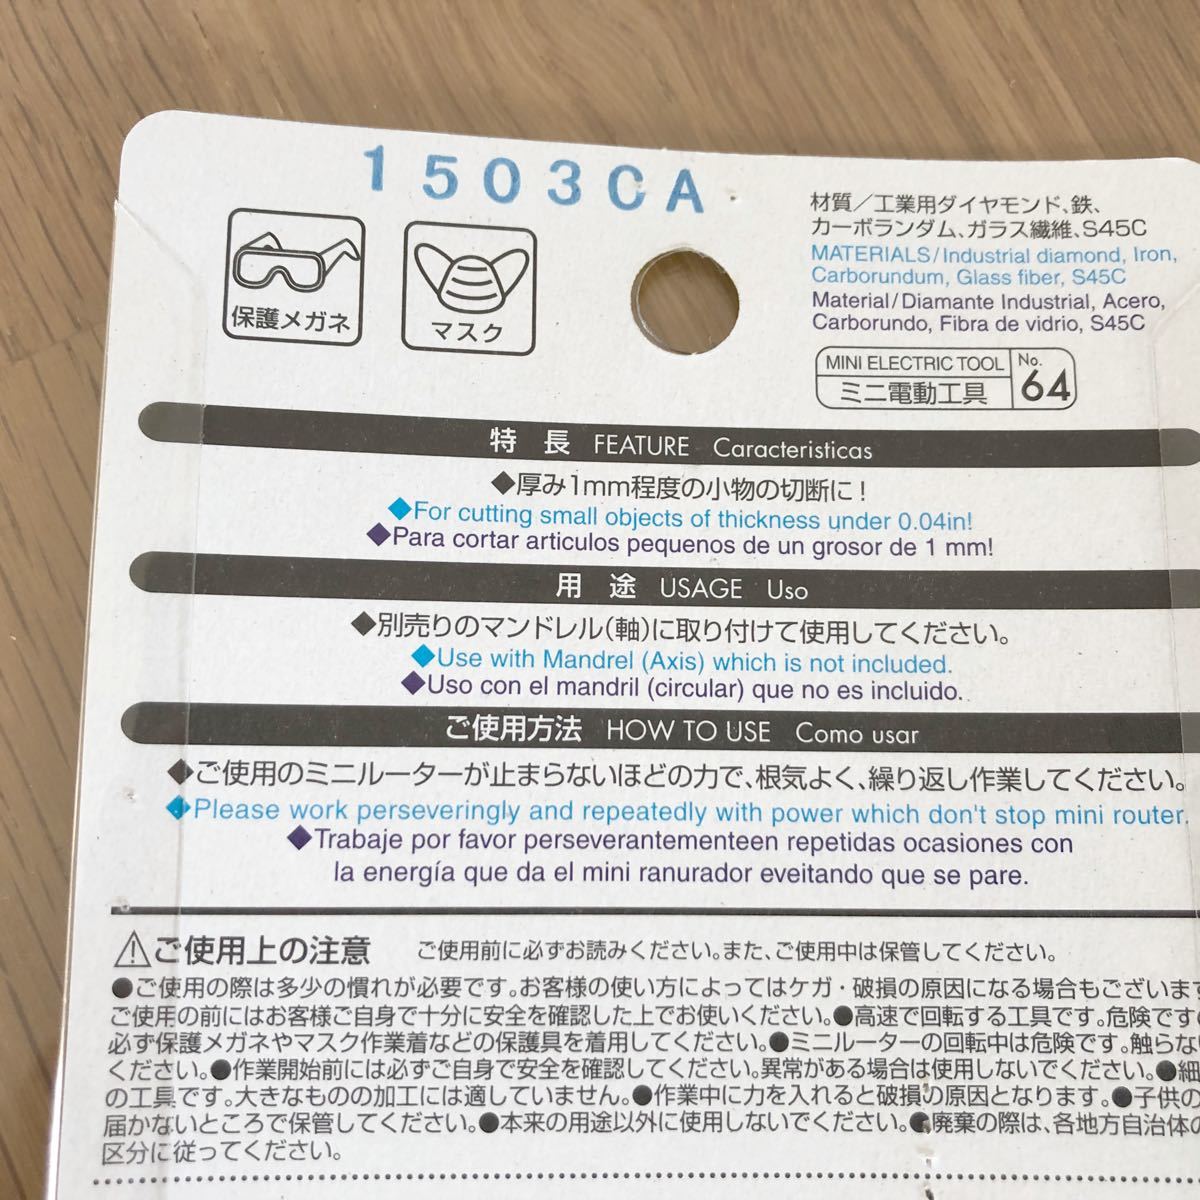 1503CA
保護メガネ
マスク
材質／工業用ダイヤモンド、鉄、
カーボランダム、ガラス繊維、S45C
MATERIALS/Industrial diamond, Iron,
Carborundum, Glass fiber, S45C
Material/Diamante Industrial, Acero,
Carborundo, Fibra de vidrio, S45C
MINI ELECTRIC TOOL No.
ミニ電動工具 64
特長 FEATURE Caracteristicas
◆厚み1mm程度の小物の切断に!
◆For cutting small objects of thickness under 0.04in!
◆Para cortar articulos pequenos de un grosor de 1 mm!
用途 USAGE Uso
◆別売りのマンドレル(軸)に取り付けて使用してください。
◆Use with Mandrel (Axis) which is not included.
◆Uso con el mandril (circular) que no es incluido.
ご使用方法 HOW TO USE Como usar
◆ご使用のミニルーターが止まらないほどの力で、根気よく、繰り返し作業してください。
◆Please work perseveringly and repeatedly with power which don't stop mini router.
◆Trabaje por favor perseverantementeen repetidas ocasiones con
la energía que da el mini ranurador eveitando que se pare.
⚠ご使用上の注意 ご使用前に必ずお読みください。また、ご使用中は保管してください。
●ご使用の際は多少の慣れが必要です。お客様の使い方によってはケガ・破損の原因になる場合もございます
ご使用の前にはお客様ご自身で十分に安全を確認した上でお使いください。●高速で回転する工具です。危険ですの
必ず保護メガネやマスク作業着などの保護具を着用してください。●ミニルーターの回転中は危険です。触らない
ください。●作業開始前には必ずご自身で安全を確認してください。異常がある場合は使用しないでください。●細
の工具です。大きなものの加工には適していません。●作業中に力を入れると破損の原因となります。●子供の
届かないところで保管してください。●本来の用途以外に使用しないでください。●廃棄の際は、各地方自治体の
区分に従ってください。